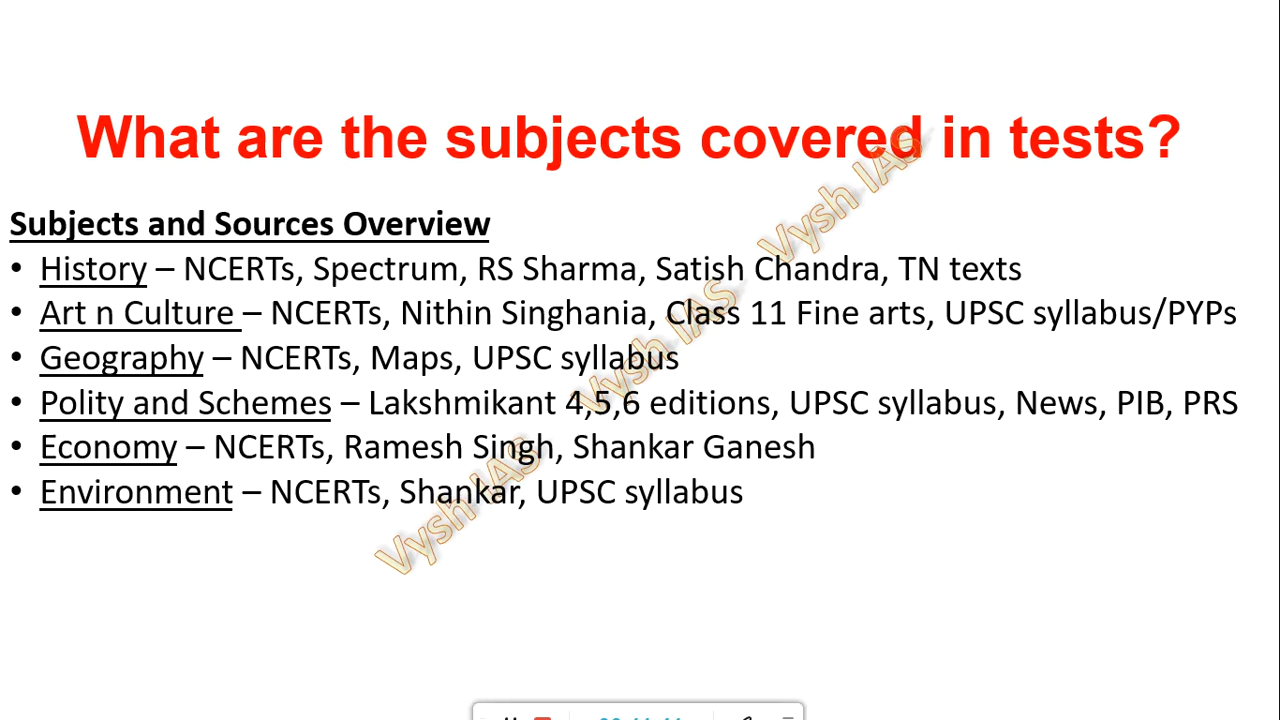 What are the subjects covered in tests?
Subjects and Sources Overview
• History – NCERTs, Spectrum, RS Sharma, Satish Chandra, TN texts
• Art n Culture – NCERTs, Nithin Singhania, Class 11 Fine arts, UPSC syllabus/PYPs
• Geography – NCERTs, Maps, UPSC syllabus
• Polity and Schemes – Lakshmikant 4,5,6 editions, UPSC syllabus, News, PIB, PRS
• Economy – NCERTs, Ramesh Singh, Shankar Ganesh
• Environment – NCERTs, Shankar, UPSC syllabus
Vysh IAS
Vysh IAS
Vysh IAS